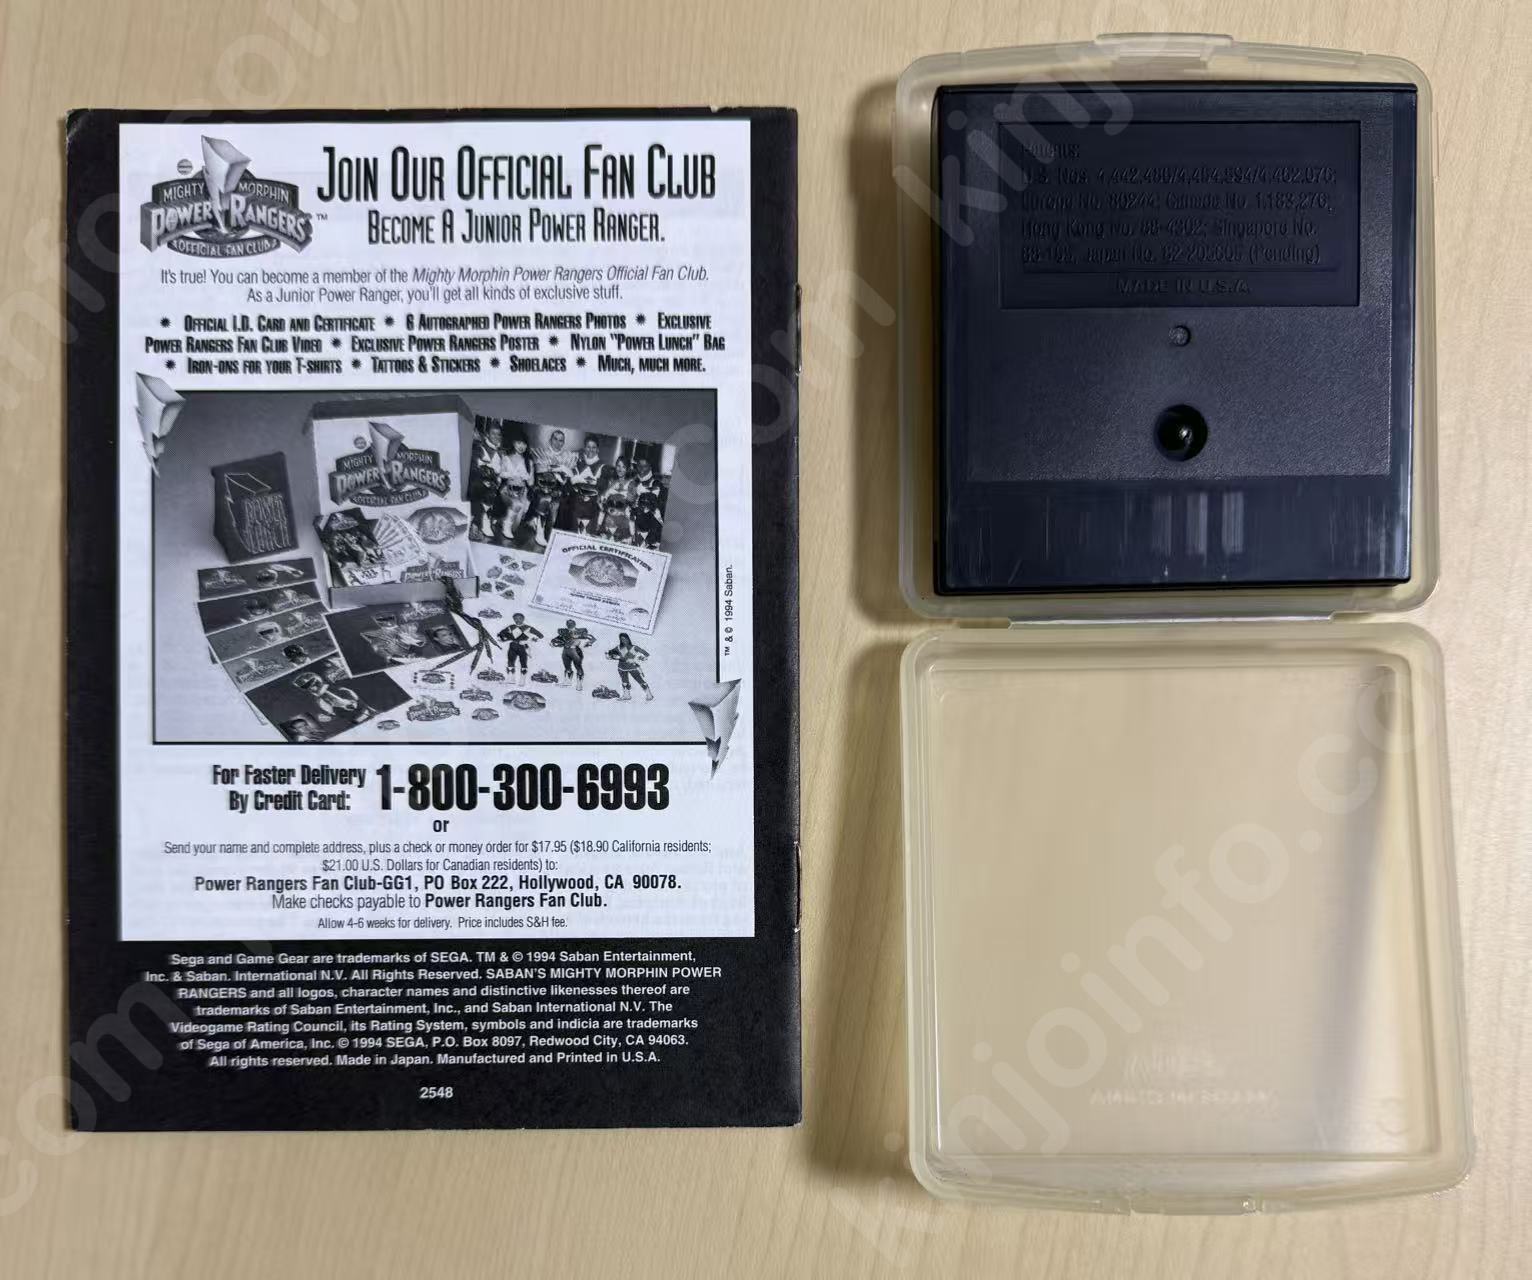 MIGHTY MORPHIN
POWER RANGERS™
OFFICIAL FAN CLUB
JOIN OUR OFFICIAL FAN CLUB
BECOME A JUNIOR POWER RANGER.
It's true! You can become a member of the Mighty Morphin Power Rangers Official Fan Club.
As a Junior Power Ranger, you'll get all kinds of exclusive stuff.
* OFFICIAL I.D. CARD AND CERTIFICATE * 6 AUTOGRAPHED POWER RANGERS PHOTOS * EXCLUSIVE
POWER RANGERS FAN CLUB VIDEO * EXCLUSIVE POWER RANGERS POSTER * NYLON "POWER LUNCH" BAG
* IRON-ONS FOR YOUR T-SHIRTS * TATTOOS & STICKERS * SHOELACES * MUCH, MUCH MORE.
MIGHTY MORPHIN
POWER RANGERS
OFFICIAL FAN CLUB
POWER
LUNCH
OFFICIAL CERTIFICATION
™ & © 1994 Saban.
For Faster Delivery
By Credit Card: 1-800-300-6993
or
Send your name and complete address, plus a check or money order for $17.95 ($18.90 California residents;
$21.00 U.S. Dollars for Canadian residents) to:
Power Rangers Fan Club-GG1, PO Box 222, Hollywood, CA 90078.
Make checks payable to Power Rangers Fan Club.
Allow 4-6 weeks for delivery. Price includes S&H fee.
Sega and Game Gear are trademarks of SEGA. TM & © 1994 Saban Entertainment,
Inc. & Saban. International N.V. All Rights Reserved. SABAN'S MIGHTY MORPHIN POWER
RANGERS and all logos, character names and distinctive likenesses thereof are
trademarks of Saban Entertainment, Inc., and Saban International N.V. The
Videogame Rating Council, its Rating System, symbols and indicia are trademarks
of Sega of America, Inc. © 1994 SEGA, P.O. Box 8097, Redwood City, CA 94063.
All rights reserved. Made in Japan. Manufactured and Printed in U.S.A.
2548
Patents:
U.S. Nos. 4,442,486/4,454,594/4,462,076;
Europe No. 80244; Canada No. 1,183,276;
Hong Kong No. 88-4302; Singapore No.
88-155; Japan No. 82-205605 (Pending)
MADE IN U.S.A.
kinjoinfo.com